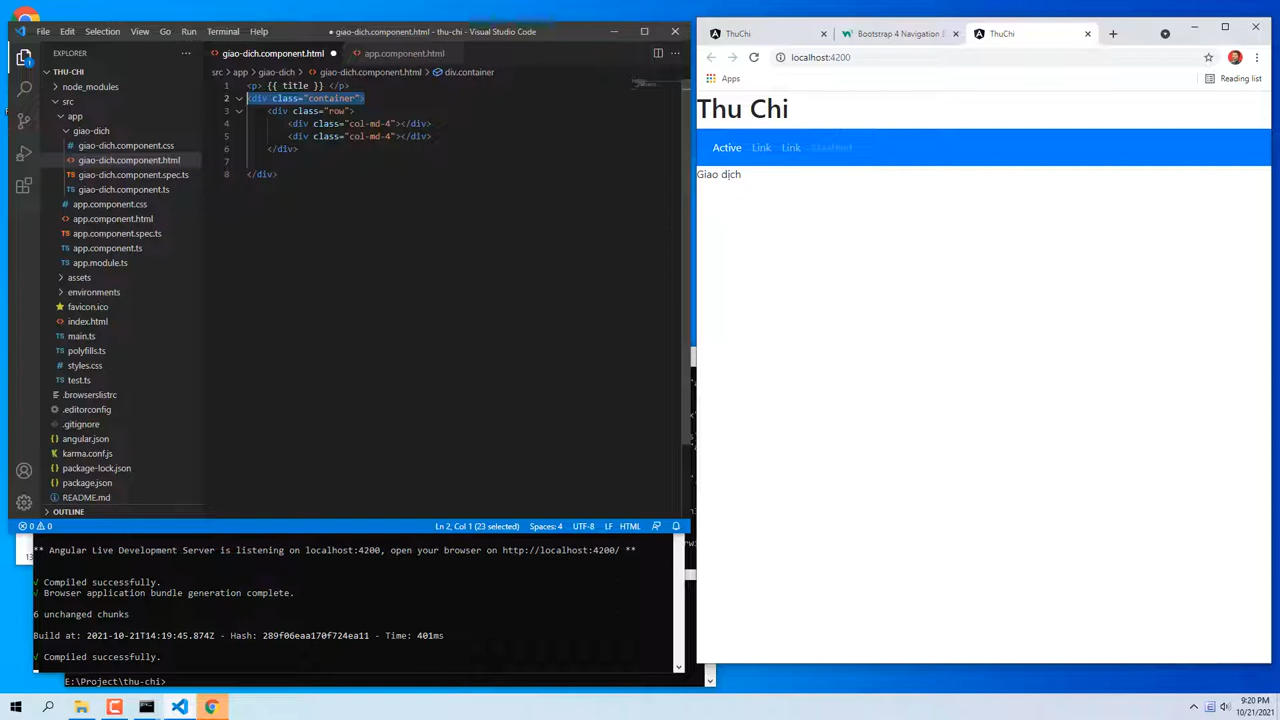 File Edit Selection View Go Run Terminal Help
● giao-dich.component.html - thu-chi - Visual Studio Code
EXPLORER
THU-CHI
node_modules
src
app
giao-dich
giao-dich.component.css
giao-dich.component.html
giao-dich.component.spec.ts
giao-dich.component.ts
app.component.css
app.component.html
app.component.spec.ts
app.component.ts
app.module.ts
assets
environments
favicon.ico
index.html
main.ts
polyfills.ts
styles.css
test.ts
.browserslistrc
.editorconfig
.gitignore
angular.json
karma.conf.js
package-lock.json
package.json
README.md
OUTLINE
giao-dich.component.html ● app.component.html
src > app > giao-dich > giao-dich.component.html > div.container
1 <p> {{ title }} </p>
2 <div class="container">
3 <div class="row">
4 <div class="col-md-4"></div>
5 <div class="col-md-4"></div>
6 </div>
7
8 </div>
0 0 Ln 2, Col 1 (23 selected) Spaces: 4 UTF-8 LF HTML
** Angular Live Development Server is listening on localhost:4200, open your browser on http://localhost:4200/ **
√ Compiled successfully.
√ Browser application bundle generation complete.
6 unchanged chunks
Build at: 2021-10-21T14:19:45.874Z - Hash: 289f06eaa170f724ea11 - Time: 401ms
√ Compiled successfully.
E:\Project\thu-chi>
ThuChi Bootstrap 4 Navigation ThuChi
localhost:4200
Apps Reading list
Thu Chi
Active Link Link
Giao dịch
9:20 PM
10/21/2021